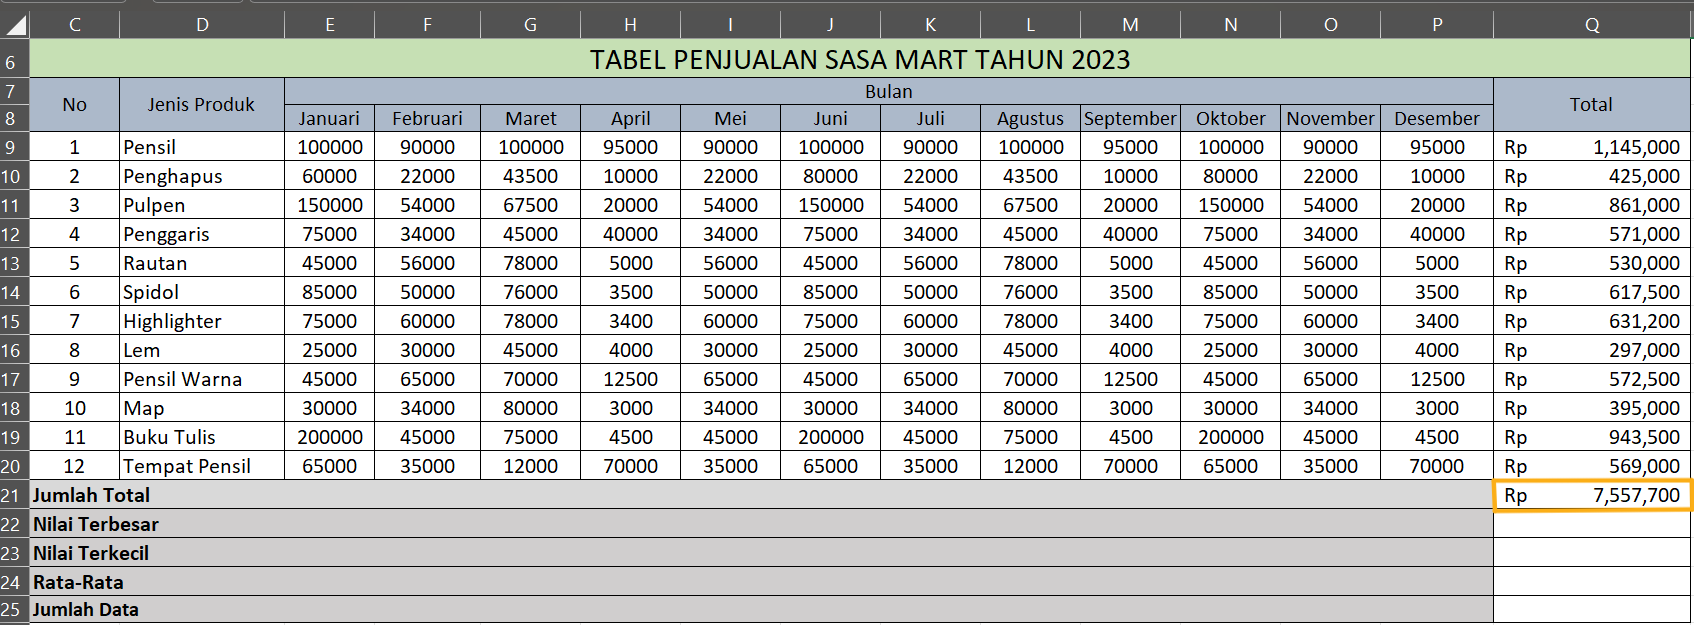 C D E F G H I J K L M N O P Q
6 TABEL PENJUALAN SASA MART TAHUN 2023
7 No Jenis Produk Bulan Total
8 Januari Februari Maret April Mei Juni Juli Agustus September Oktober November Desember
9 1 Pensil 100000 90000 100000 95000 90000 100000 90000 100000 95000 100000 90000 95000 Rp 1,145,000
10 2 Penghapus 60000 22000 43500 10000 22000 80000 22000 43500 10000 80000 22000 10000 Rp 425,000
11 3 Pulpen 150000 54000 67500 20000 54000 150000 54000 67500 20000 150000 54000 20000 Rp 861,000
12 4 Penggaris 75000 34000 45000 40000 34000 75000 34000 45000 40000 75000 34000 40000 Rp 571,000
13 5 Rautan 45000 56000 78000 5000 56000 45000 56000 78000 5000 45000 56000 5000 Rp 530,000
14 6 Spidol 85000 50000 76000 3500 50000 85000 50000 76000 3500 85000 50000 3500 Rp 617,500
15 7 Highlighter 75000 60000 78000 3400 60000 75000 60000 78000 3400 75000 60000 3400 Rp 631,200
16 8 Lem 25000 30000 45000 4000 30000 25000 30000 45000 4000 25000 30000 4000 Rp 297,000
17 9 Pensil Warna 45000 65000 70000 12500 65000 45000 65000 70000 12500 45000 65000 12500 Rp 572,500
18 10 Map 30000 34000 80000 3000 34000 30000 34000 80000 3000 30000 34000 3000 Rp 395,000
19 11 Buku Tulis 200000 45000 75000 4500 45000 200000 45000 75000 4500 200000 45000 4500 Rp 943,500
20 12 Tempat Pensil 65000 35000 12000 70000 35000 65000 35000 12000 70000 65000 35000 70000 Rp 569,000
21 Jumlah Total Rp 7,557,700
22 Nilai Terbesar
23 Nilai Terkecil
24 Rata-Rata
25 Jumlah Data